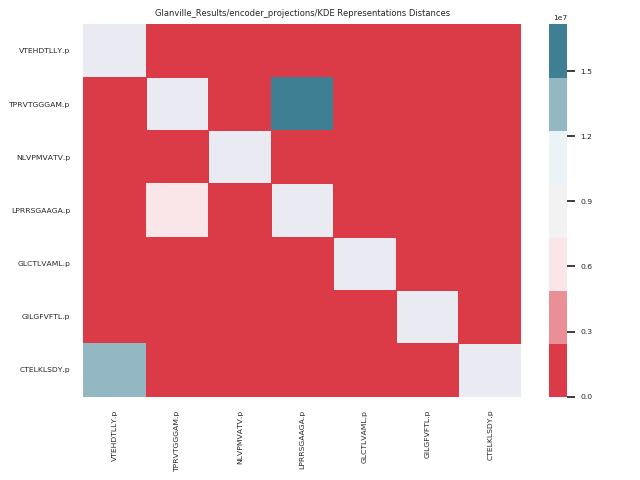 Glanville_Results/encoder_projections/KDE Representations Distances
1e7
VTEHDTLLY.p
TPRVTGGGAM.p
NLVPMVATV.p
LPRRSGAAGA.p
GLCTLVAML.p
GILGFVFTL.p
CTELKLSDY.p
1.5
1.2
0.9
0.6
0.3
0.0
VTEHDTLLY.p
TPRVTGGGAM.p
NLVPMVATV.p
LPRRSGAAGA.p
GLCTLVAML.p
GILGFVFTL.p
CTELKLSDY.p